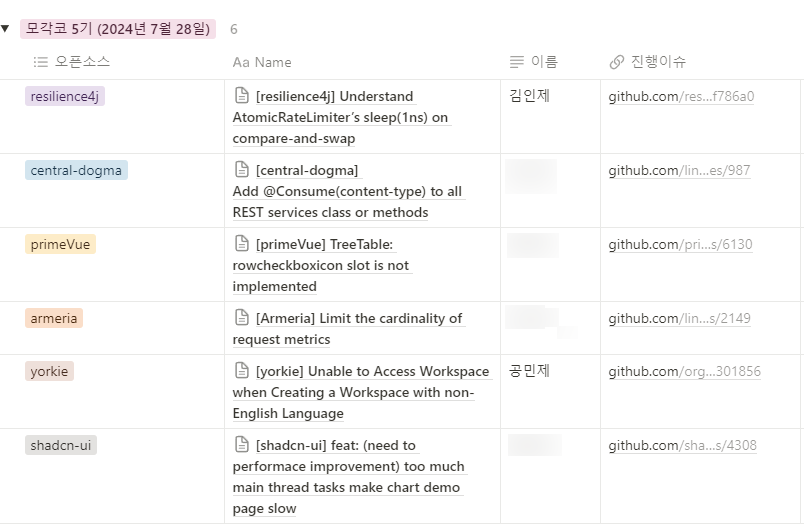 모각코 5기 (2024년 7월 28일) 6
오픈소스 Aa Name 이름 진행이슈
resilience4j
[resilience4j] Understand
AtomicRateLimiter's sleep(1ns) on
compare-and-swap
김인제
github.com/res...f786a0
central-dogma
[central-dogma]
Add @Consume(content-type) to all
REST services class or methods
github.com/lin...es/987
primeVue
[primeVue] TreeTable:
rowcheckboxicon slot is not
implemented
github.com/pri...s/6130
armeria
[Armeria] Limit the cardinality of
request metrics
github.com/lin...s/2149
yorkie
[yorkie] Unable to Access Workspace
when Creating a Workspace with non-
English Language
공민제
github.com/org...301856
shadcn-ui
[shadcn-ui] feat: (need to
performace improvement) too much
main thread tasks make chart demo
page slow
github.com/sha...s/4308